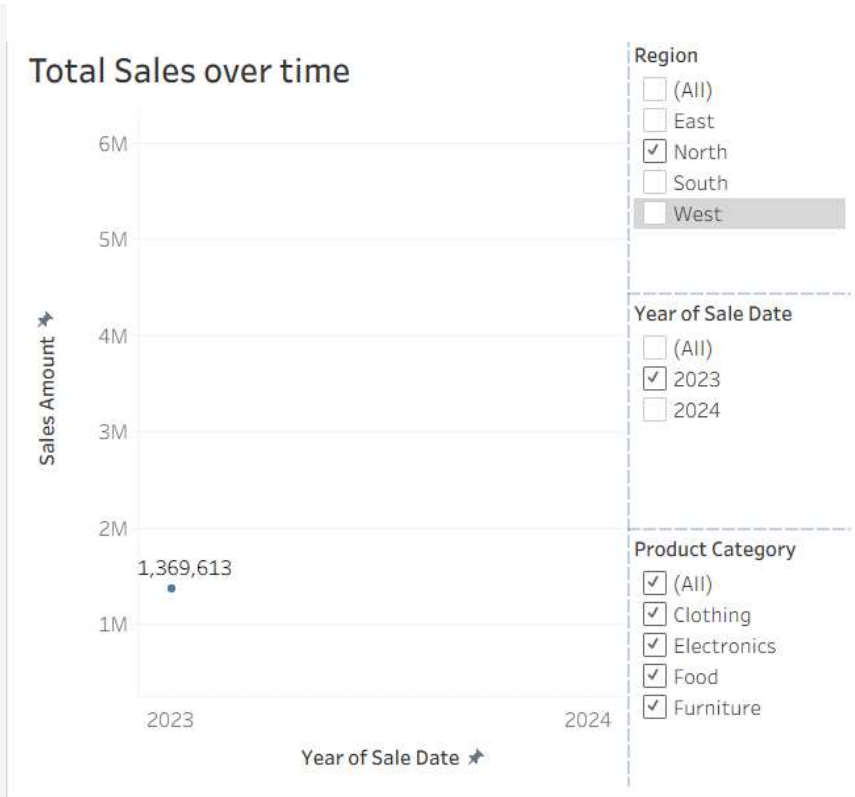 Total Sales over time
6M
5M
4M
3M
2M
1M
Sales Amount
1,369,613
2023
2024
Year of Sale Date
Region
(All)
East
North
South
West
Year of Sale Date
(All)
2023
2024
Product Category
(All)
Clothing
Electronics
Food
Furniture